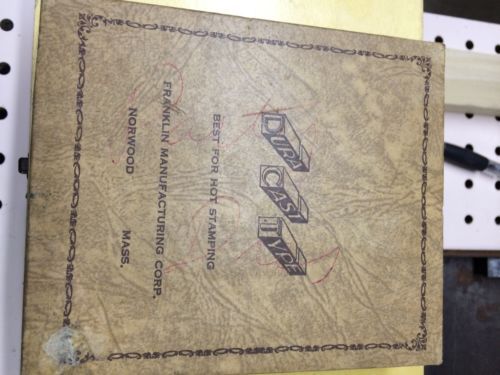 DURA
CAST
TYPE
BEST FOR HOT STAMPING
FRANKLIN MANUFACTURING CORP.
NORWOOD MASS.